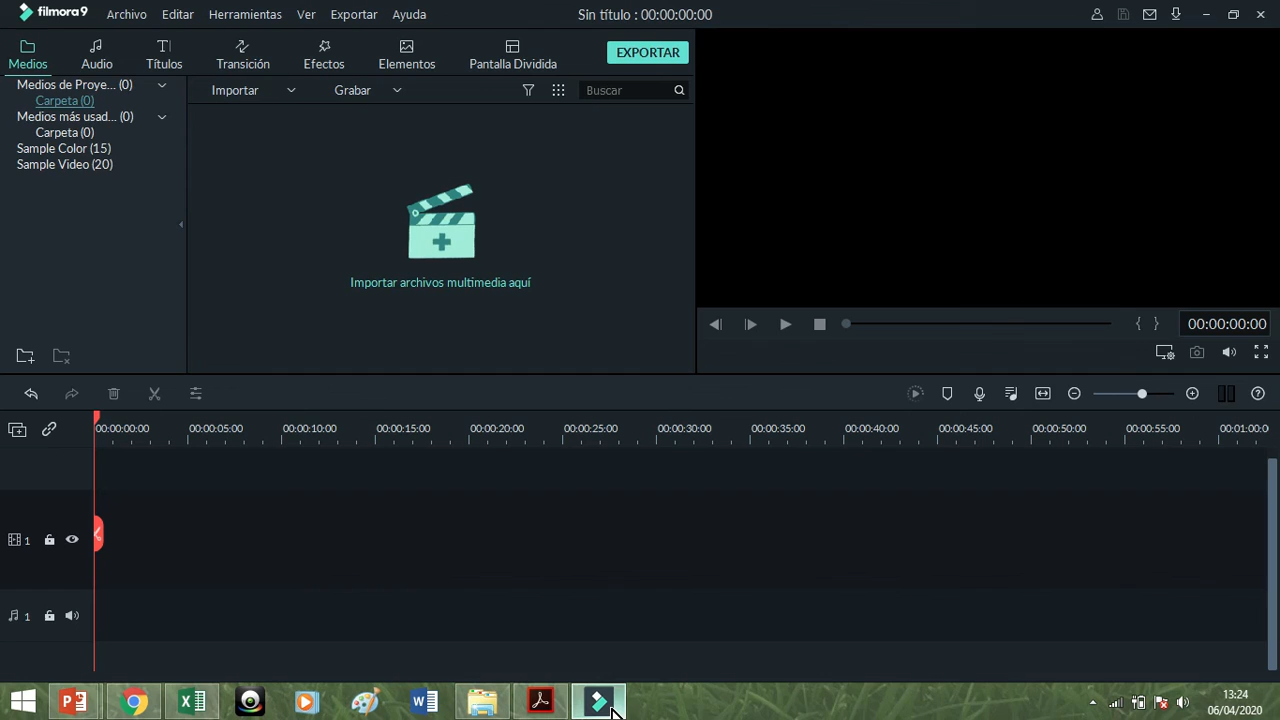 filmora9 Archivo Editar Herramientas Ver Exportar Ayuda Sin título : 00:00:00:00
Medios Audio Títulos Transición Efectos Elementos Pantalla Dividida EXPORTAR
Medios de Proye... (0)
Carpeta (0)
Medios más usad... (0)
Carpeta (0)
Sample Color (15)
Sample Video (20)
Importar Grabar Buscar
Importar archivos multimedia aquí
{ } 00:00:00:00
00:00:00:00 00:00:05:00 00:00:10:00 00:00:15:00 00:00:20:00 00:00:25:00 00:00:30:00 00:00:35:00 00:00:40:00 00:00:45:00 00:00:50:00 00:00:55:00 00:01:00:0
1
1
13:24
06/04/2020